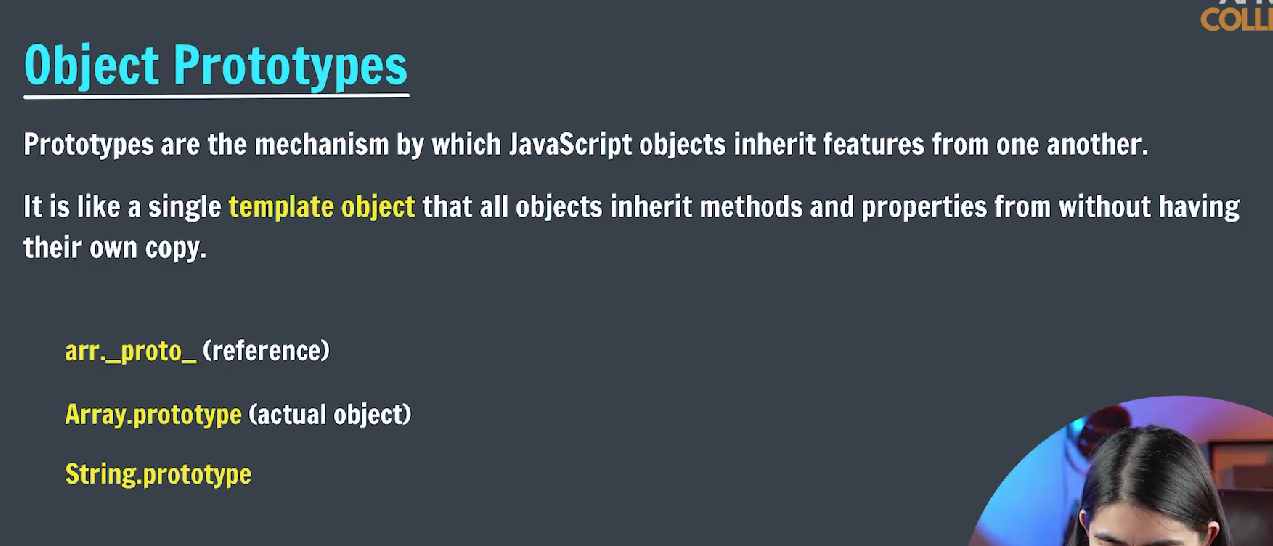 COLLE
Object Prototypes
Prototypes are the mechanism by which JavaScript objects inherit features from one another.
It is like a single template object that all objects inherit methods and properties from without having
their own copy.
arr._proto_ (reference)
Array.prototype (actual object)
String.prototype